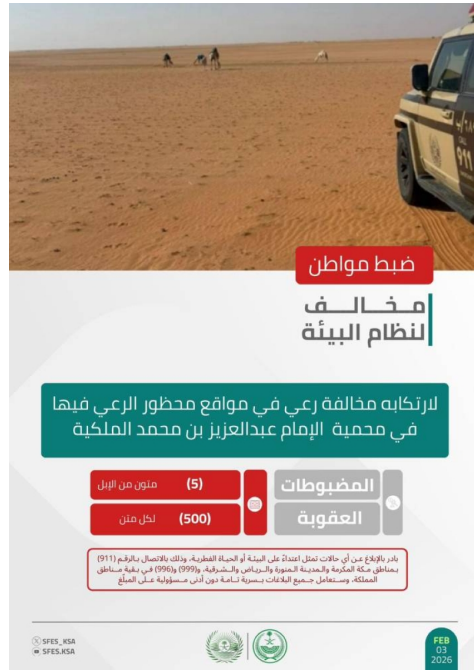 ٩١١
ضبط مواطن
مخالف
لنظام البيئة
لارتكابه مخالفة رعي في مواقع محظور الرعي فيها
في محمية الإمام عبدالعزيز بن محمد الملكية
المضبوطات (5) متون من الإبل
العقوبة (500) لكل متن
بادر بالإبلاغ عن أي حالات تمثل اعتداءً على البيئة أو الحياة الفطرية، وذلك بالاتصال بالرقم (911)
بمناطق مكة المكرمة والمدينة المنورة والرياض والشرقية، و(999) و(996) في بقية مناطق
المملكة، وستعامل جميع البلاغات بسرية تامة دون أدنى مسؤولية على المبلّغ
SFES_KSA
SFES.KSA
FEB
03
2026